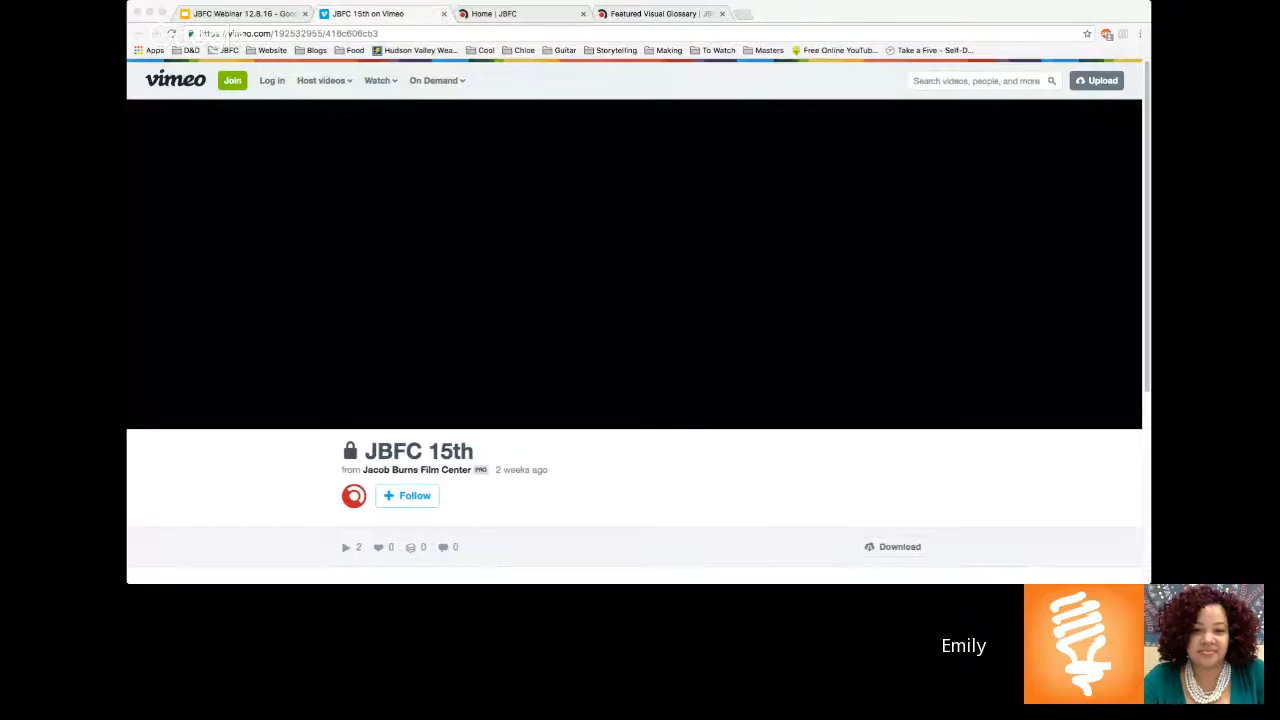 JBFC Webinar 12.8.16 - Goog
JBFC 15th on Vimeo
Home | JBFC
Featured Visual Glossary | JB
https://vimeo.com/192532955/416c606cb3
Apps D&D JBFC Website Blogs Food Hudson Valley Wea... Cool Chloe Guitar Storytelling Making To Watch Masters Free Online YouTub... Take a Five - Self-D...
vimeo Join Log in Host videos Watch On Demand Search videos, people, and more Upload
JBFC 15th
from Jacob Burns Film Center PRO 2 weeks ago
+ Follow
2 0 0 0 Download
Emily